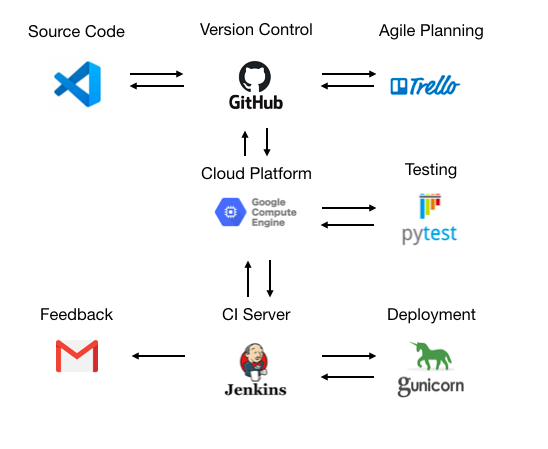 Source Code
Version Control
Agile Planning
GitHub
Trello
Cloud Platform
Testing
Google
Compute
Engine
pytest
Feedback
CI Server
Deployment
Jenkins
gunicorn